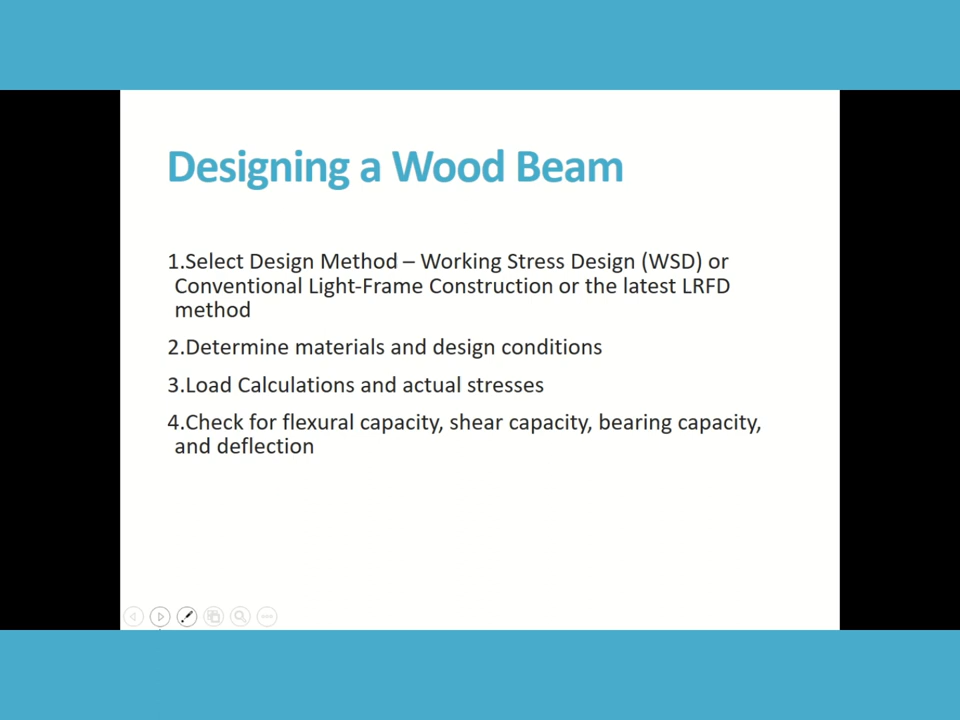 Designing a Wood Beam
1.Select Design Method – Working Stress Design (WSD) or
Conventional Light-Frame Construction or the latest LRFD
method
2.Determine materials and design conditions
3.Load Calculations and actual stresses
4.Check for flexural capacity, shear capacity, bearing capacity,
and deflection